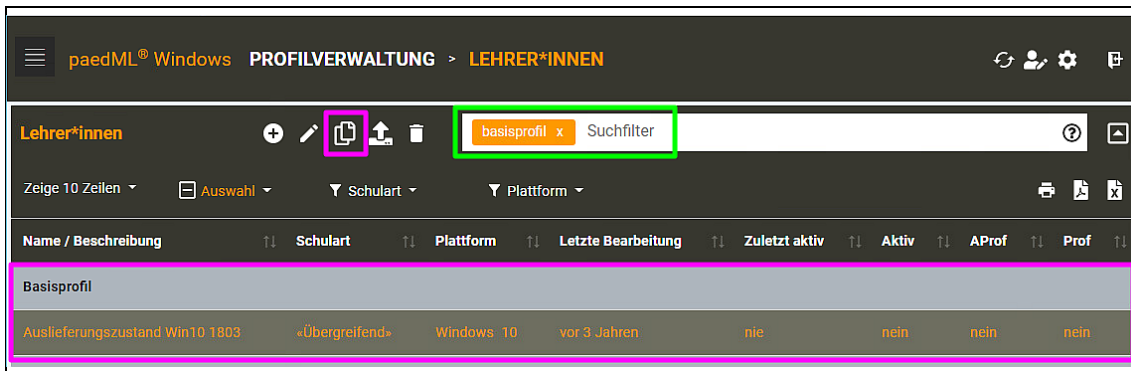 paedML® Windows PROFILVERWALTUNG > LEHRER*INNEN
Lehrer*innen basisprofil x Suchfilter
Zeige 10 Zeilen Auswahl Schulart Plattform
Name / Beschreibung Schulart Plattform Letzte Bearbeitung Zuletzt aktiv Aktiv AProf Prof
Basisprofil
Auslieferungszustand Win10 1803 «Übergreifend» Windows 10 vor 3 Jahren nie nein nein nein